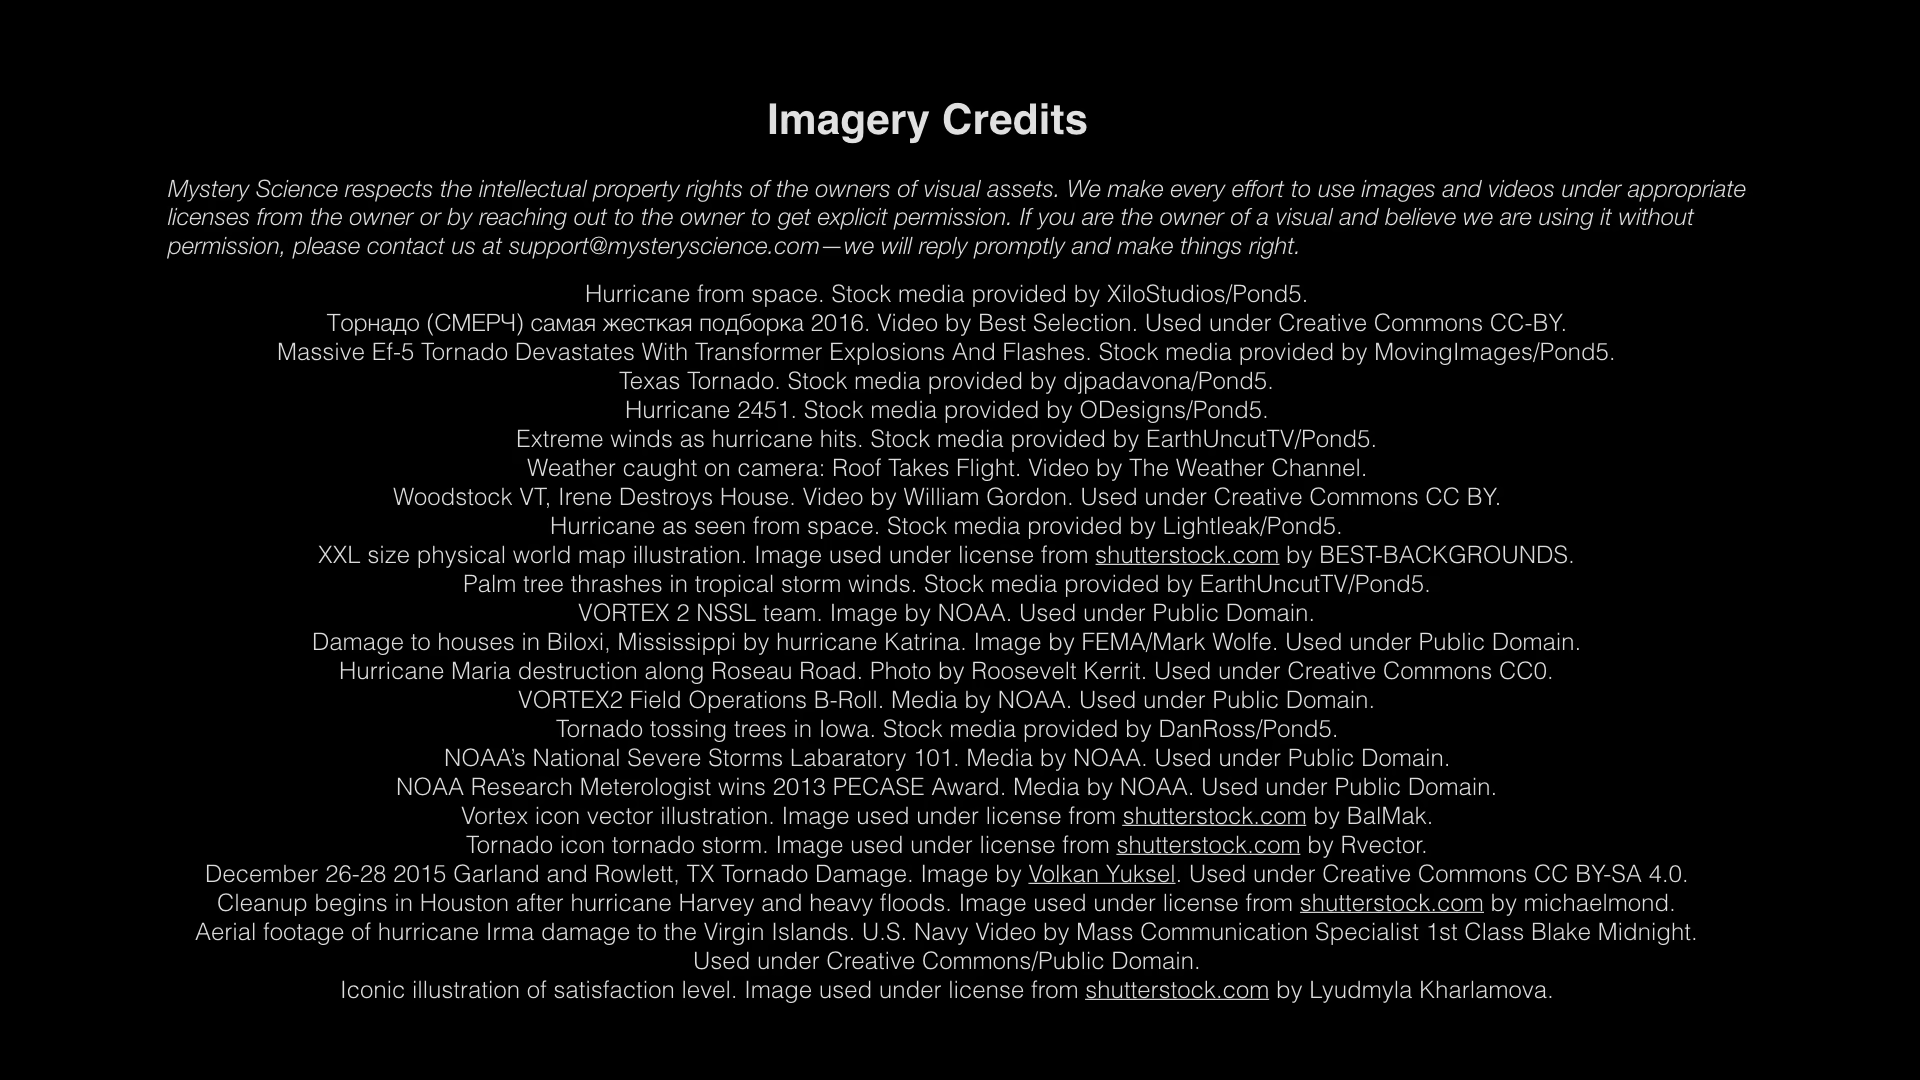 Imagery Credits
Mystery Science respects the intellectual property rights of the owners of visual assets. We make every effort to use images and videos under appropriate
licenses from the owner or by reaching out to the owner to get explicit permission. If you are the owner of a visual and believe we are using it without
permission, please contact us at support@mysteryscience.com—we will reply promptly and make things right.
Hurricane from space. Stock media provided by XiloStudios/Pond5.
Торнадо (СМЕРЧ) самая жесткая подборка 2016. Video by Best Selection. Used under Creative Commons CC-BY.
Massive Ef-5 Tornado Devastates With Transformer Explosions And Flashes. Stock media provided by MovingImages/Pond5.
Texas Tornado. Stock media provided by djpadavona/Pond5.
Hurricane 2451. Stock media provided by ODesigns/Pond5.
Extreme winds as hurricane hits. Stock media provided by EarthUncutTV/Pond5.
Weather caught on camera: Roof Takes Flight. Video by The Weather Channel.
Woodstock VT, Irene Destroys House. Video by William Gordon. Used under Creative Commons CC BY.
Hurricane as seen from space. Stock media provided by Lightleak/Pond5.
XXL size physical world map illustration. Image used under license from shutterstock.com by BEST-BACKGROUNDS.
Palm tree thrashes in tropical storm winds. Stock media provided by EarthUncutTV/Pond5.
VORTEX 2 NSSL team. Image by NOAA. Used under Public Domain.
Damage to houses in Biloxi, Mississippi by hurricane Katrina. Image by FEMA/Mark Wolfe. Used under Public Domain.
Hurricane Maria destruction along Roseau Road. Photo by Roosevelt Kerrit. Used under Creative Commons CC0.
VORTEX2 Field Operations B-Roll. Media by NOAA. Used under Public Domain.
Tornado tossing trees in Iowa. Stock media provided by DanRoss/Pond5.
NOAA’s National Severe Storms Labaratory 101. Media by NOAA. Used under Public Domain.
NOAA Research Meterologist wins 2013 PECASE Award. Media by NOAA. Used under Public Domain.
Vortex icon vector illustration. Image used under license from shutterstock.com by BalMak.
Tornado icon tornado storm. Image used under license from shutterstock.com by Rvector.
December 26-28 2015 Garland and Rowlett, TX Tornado Damage. Image by Volkan Yuksel. Used under Creative Commons CC BY-SA 4.0.
Cleanup begins in Houston after hurricane Harvey and heavy floods. Image used under license from shutterstock.com by michaelmond.
Aerial footage of hurricane Irma damage to the Virgin Islands. U.S. Navy Video by Mass Communication Specialist 1st Class Blake Midnight.
Used under Creative Commons/Public Domain.
Iconic illustration of satisfaction level. Image used under license from shutterstock.com by Lyudmyla Kharlamova.